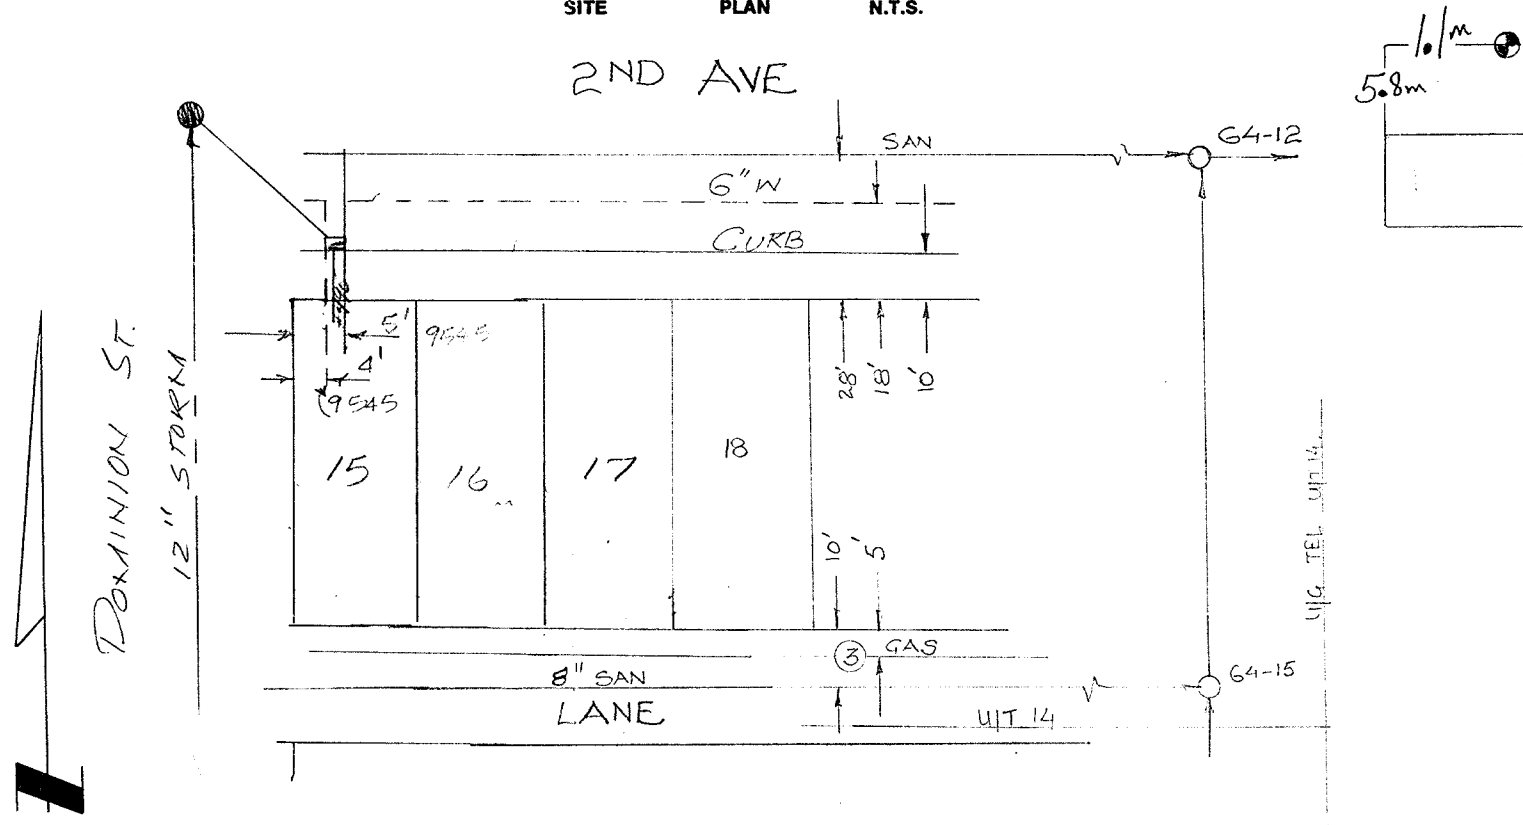 SITE PLAN N.T.S.
1.1m
5.8m
2ND AVE
SAN
64-12
6" W
CURB
DOMINION ST.
12" STORM
5'
9545
4'
9545
28'
18'
10'
15
16
17
18
10'
5'
U/G TEL U/T 14
3
GAS
8" SAN
64-15
LANE
U/T 14